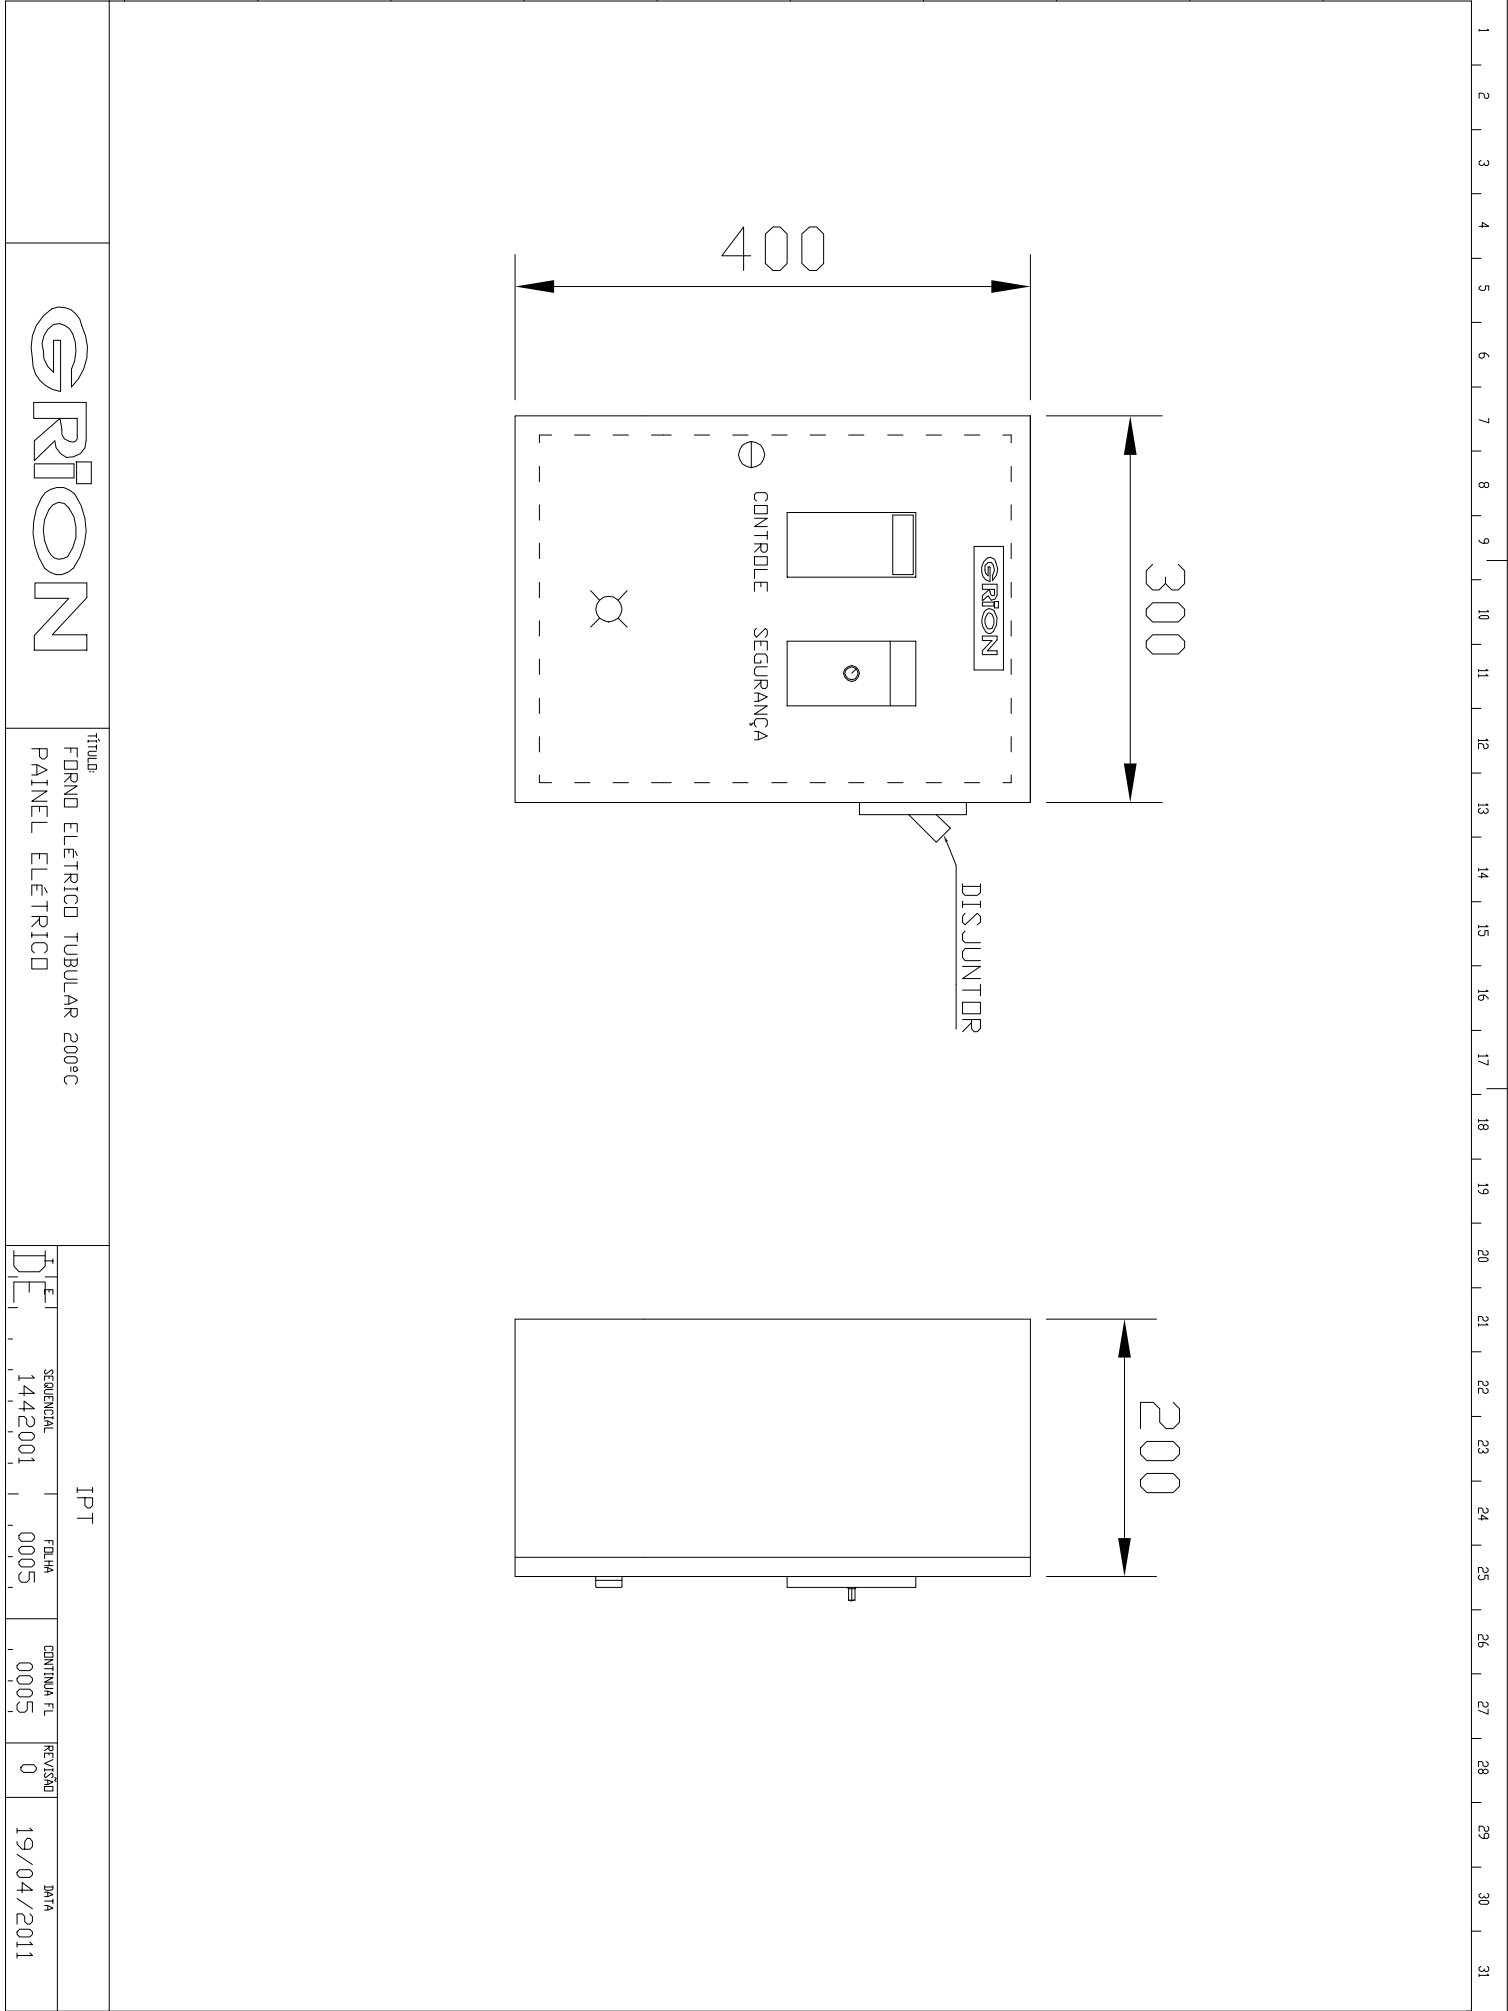 1 2 3 4 5 6 7 8 9 10 11 12 13 14 15 16 17 18 19 20 21 22 23 24 25 26 27 28 29 30 31
300
200
400
GRiON
DISJUNTOR
CONTROLE
SEGURANÇA
GRiON
TÍTULO:
FORNO ELÉTRICO TUBULAR 200ºC
PAINEL ELÉTRICO
IPT
T E
DE
SEQUENCIAL
1442001
FOLHA
0005
CONTINUA FL
0005
REVISÃO
0
DATA
19/04/2011